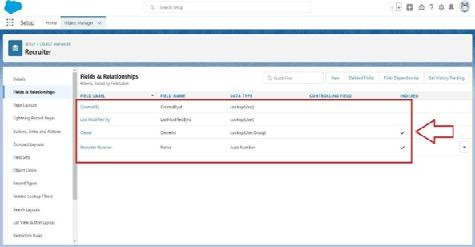 Search Setup
Setup
Home
Object Manager
SETUP > OBJECT MANAGER
Recruiter
Details
Fields & Relationships
Page Layouts
Lightning Record Pages
Buttons, Links, and Actions
Compact Layouts
Field Sets
Object Limits
Record Types
Related Lookup Filters
Search Layouts
List View Button Layout
Restriction Rules
Fields & Relationships
4 Items, Sorted by Field Label
Quick Find
New
Deleted Fields
Field Dependencies
Set History Tracking
FIELD LABEL
FIELD NAME
DATA TYPE
CONTROLLING FIELD
INDEXED
Created By
CreatedById
Lookup(User)
Last Modified By
LastModifiedById
Lookup(User)
Owner
OwnerId
Lookup(User,Group)
Recruiter Number
Name
Auto Number